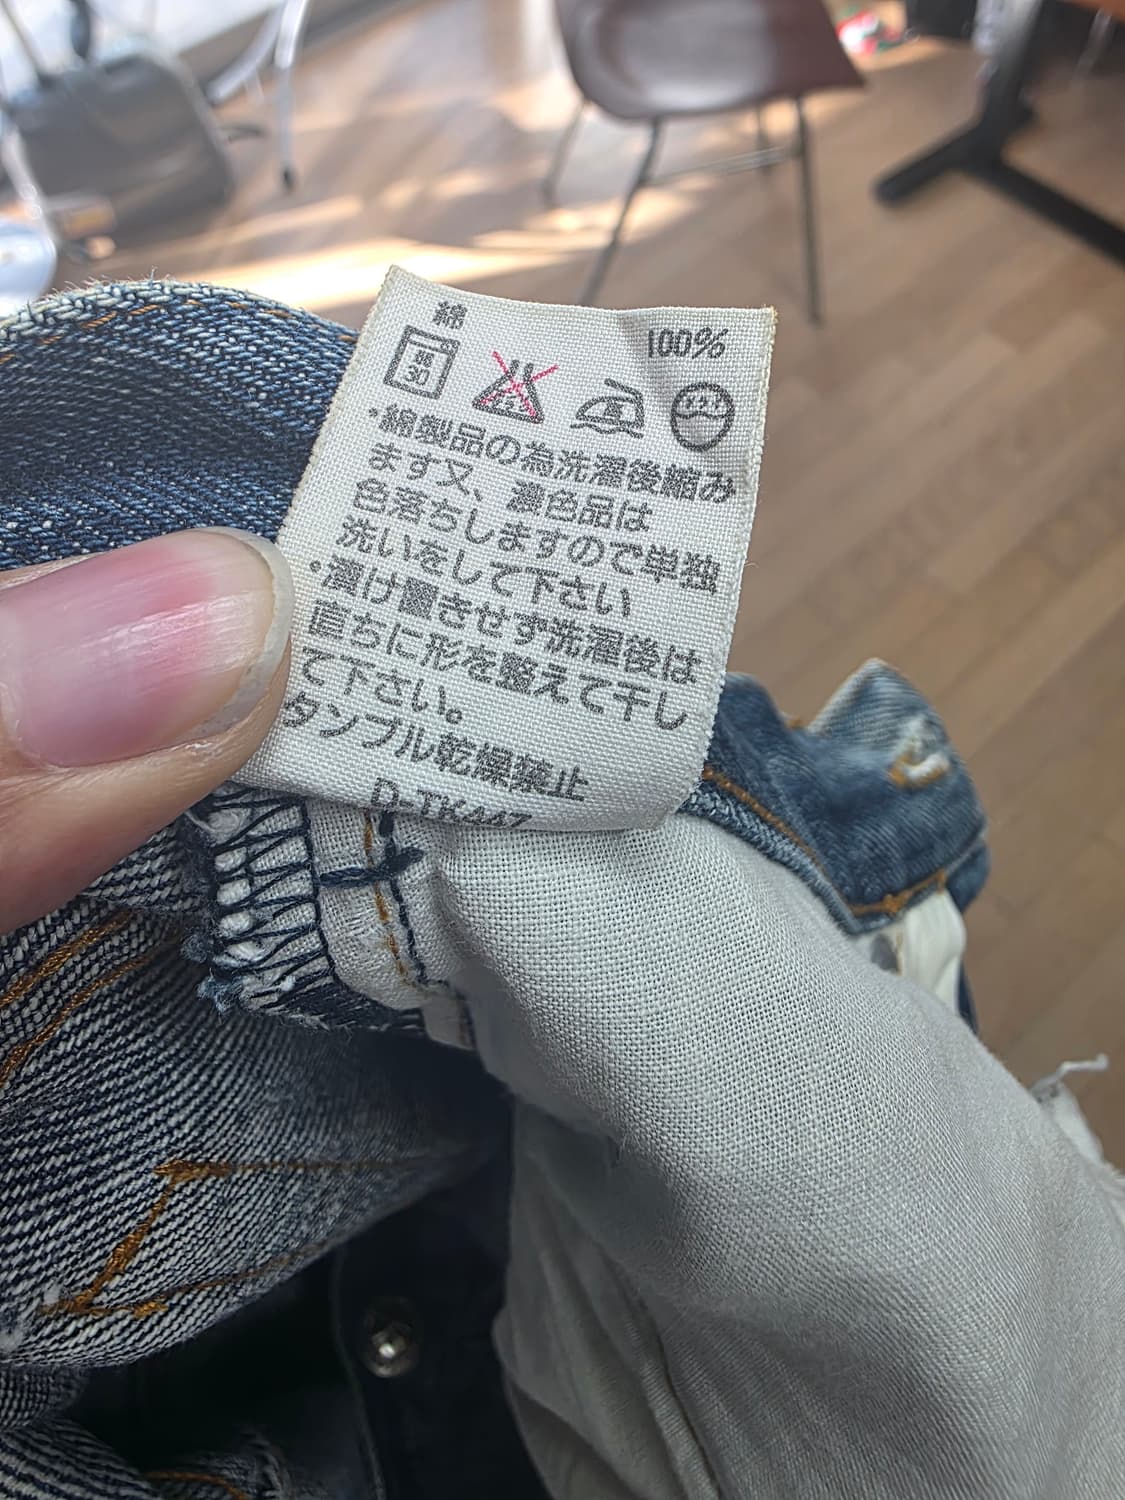 綿 100%
・綿製品の為洗濯後縮み
ます又、濃色品は
色落ちしますので単独
洗いをして下さい
・漬け置きせず洗濯後は
直ちに形を整えて干し
て下さい。
タンブル乾燥禁止
D-TK447